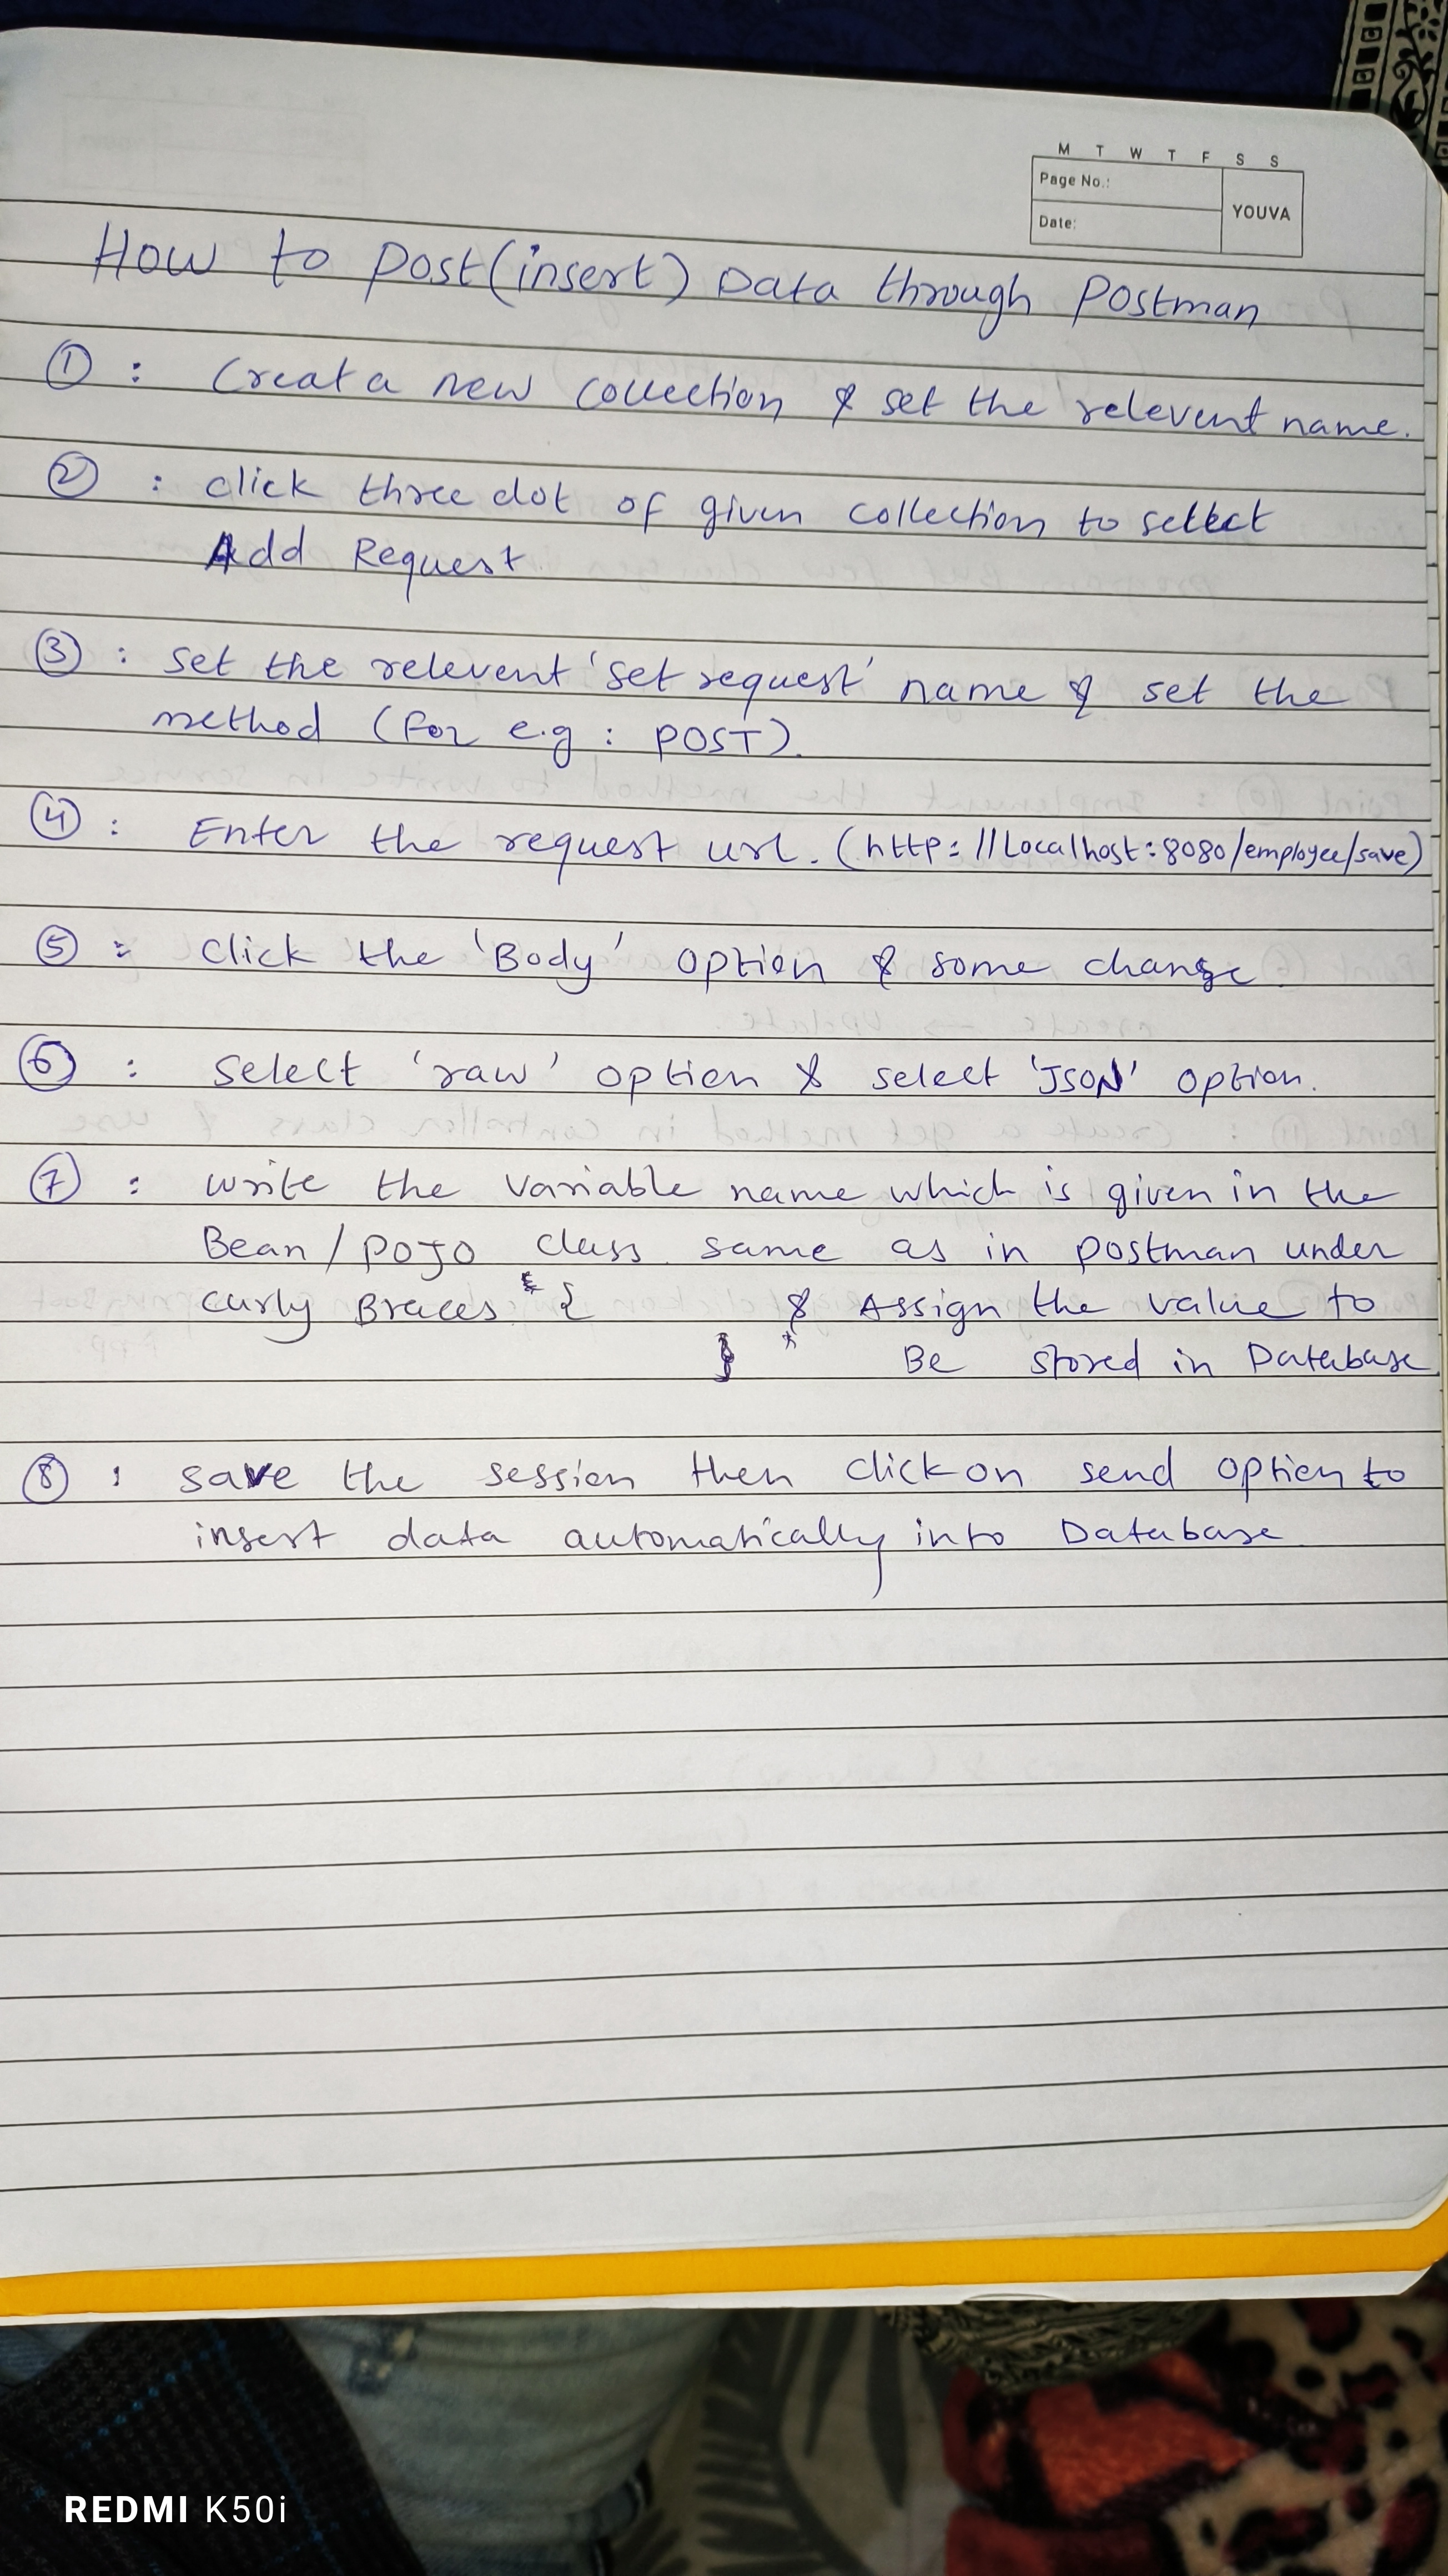 M T W T F S S
Page No.:
YOUVA
Date:
How to post(insert) Data through Postman
① : Creat a new collection & set the relevent name.
② : click three dot of given collection to select
Add Request
③ : set the relevent 'set request' name & set the
method (for e.g : POST).
④ : Enter the request url. (http://localhost:8080/employee/save)
⑤ : Click the 'Body' option & some change
⑥ : Select 'raw' option & select 'JSON' option.
⑦ : write the variable name which is given in the
Bean/POJO class same as in postman under
curly Braces { & Assign the value to
} Be stored in Database.
⑧ : save the session then click on send option to
insert data automatically into Database
REDMI K50i